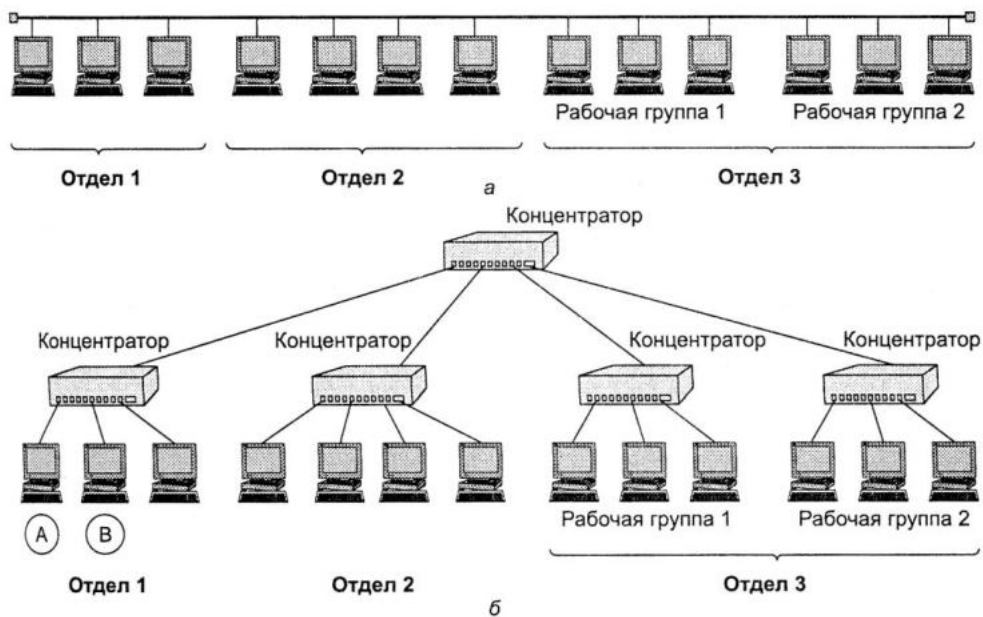 Рабочая группа 1 Рабочая группа 2
Отдел 1 Отдел 2 Отдел 3
а
Концентратор
Концентратор Концентратор Концентратор Концентратор
Рабочая группа 1 Рабочая группа 2
A B
Отдел 1 Отдел 2 Отдел 3
б